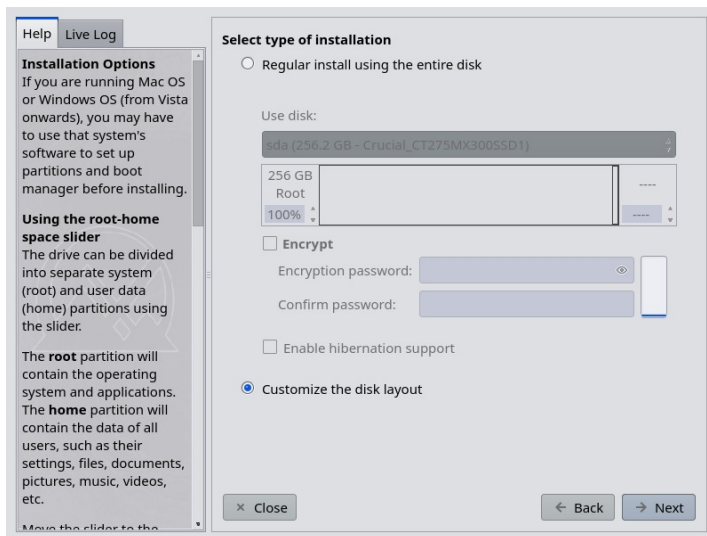 Help
Live Log
Installation Options
If you are running Mac OS
or Windows OS (from Vista
onwards), you may have
to use that system's
software to set up
partitions and boot
manager before installing.
Using the root-home
space slider
The drive can be divided
into separate system
(root) and user data
(home) partitions using
the slider.
The root partition will
contain the operating
system and applications.
The home partition will
contain the data of all
users, such as their
settings, files, documents,
pictures, music, videos,
etc.
Move the slider to the
Select type of installation
Regular install using the entire disk
Use disk:
sda (256.2 GB - Crucial_CT275MX300SSD1)
256 GB
Root
100%
----
----
Encrypt
Encryption password:
Confirm password:
Enable hibernation support
Customize the disk layout
Close
Back
Next